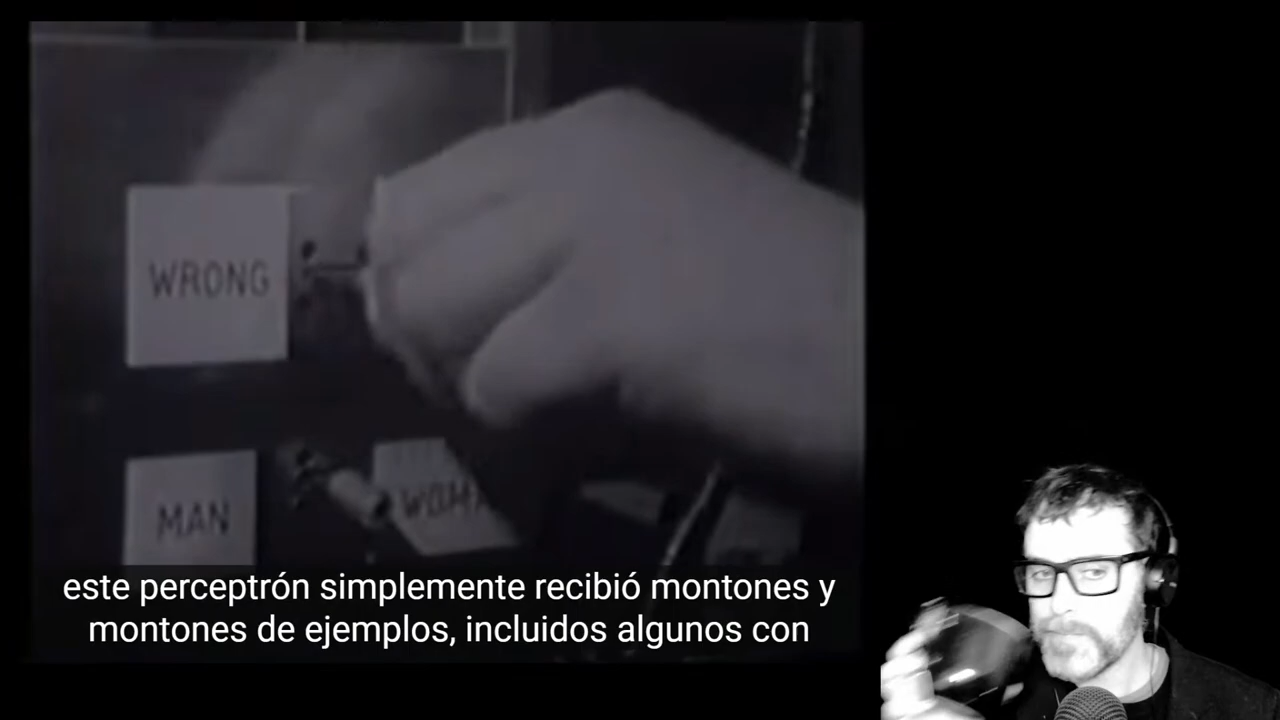 WRONG
MAN
este perceptrón simplemente recibió montones y
montones de ejemplos, incluidos algunos con